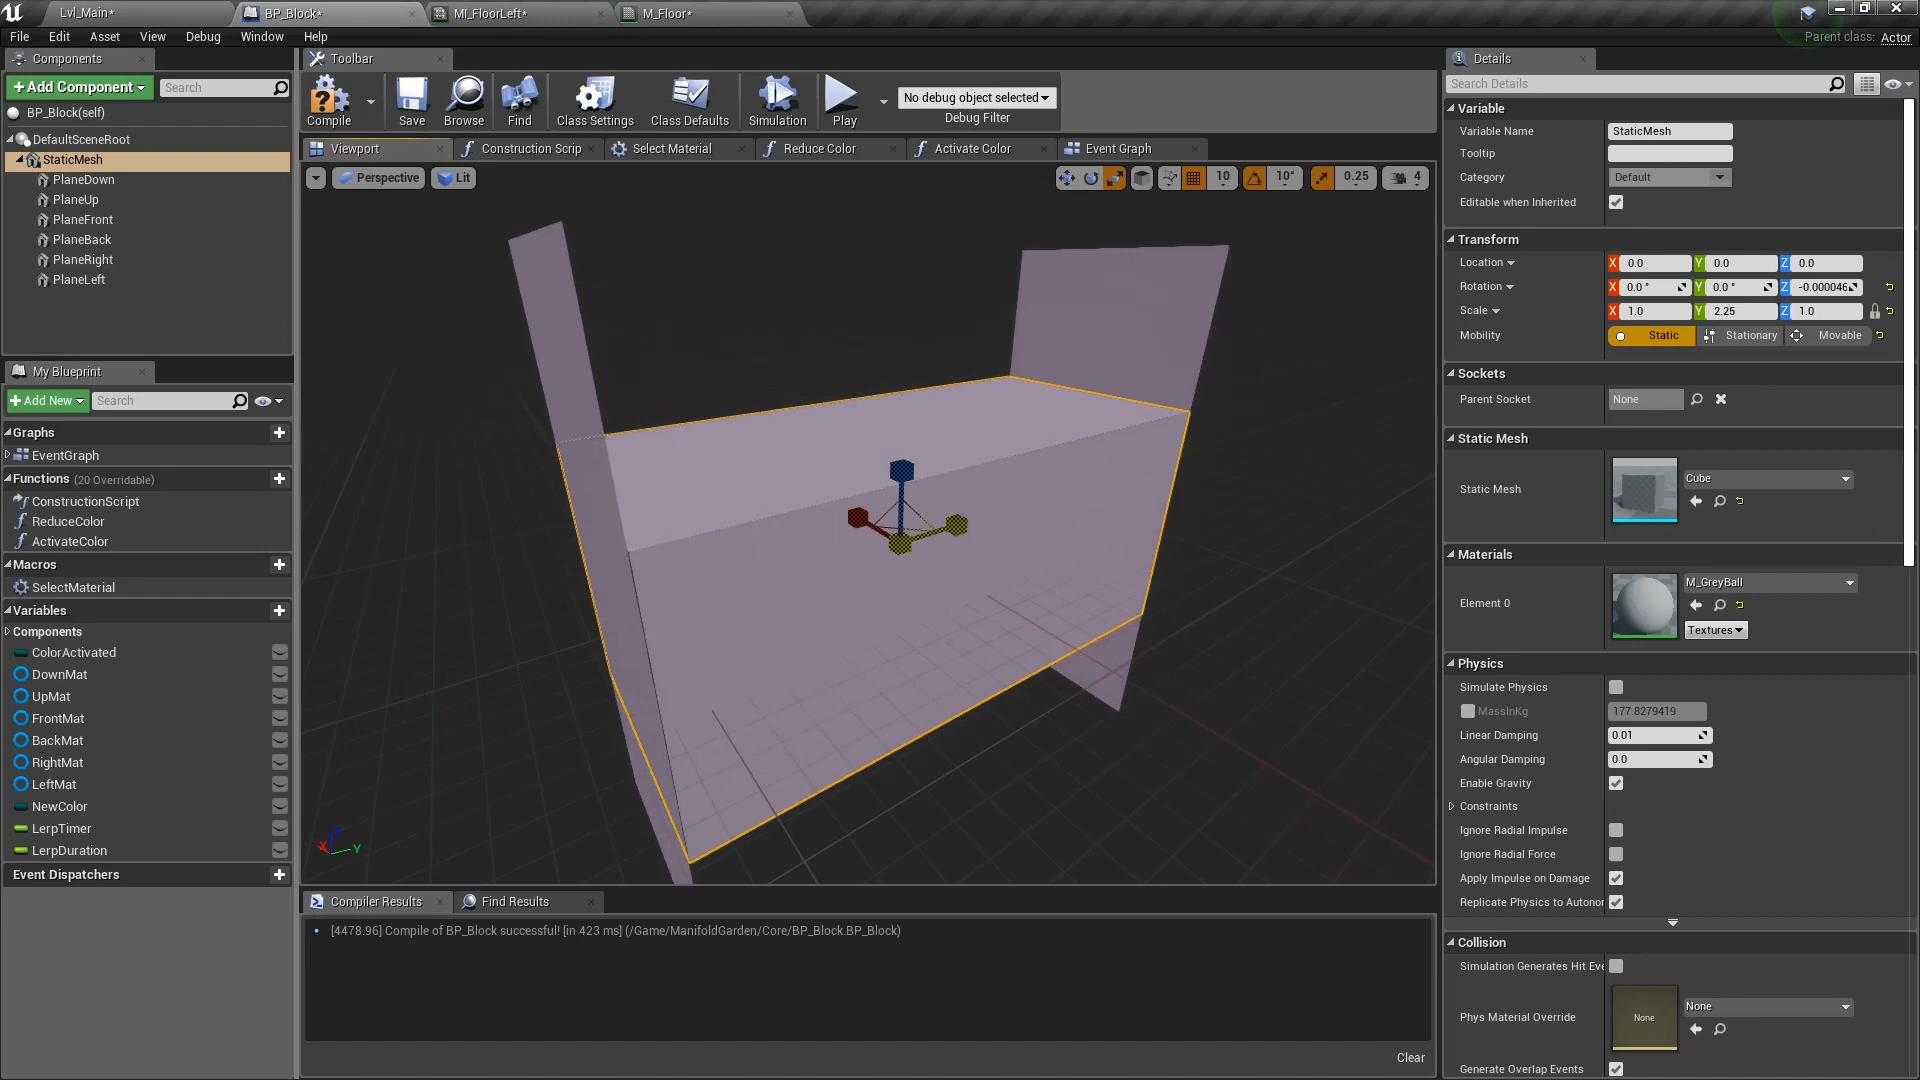 Lvl_Main*
BP_Block*
MI_FloorLeft*
M_Floor*
File Edit Asset View Debug Window Help
Parent class: Actor
Components
+ Add Component
Search
BP_Block(self)
DefaultSceneRoot
StaticMesh
PlaneDown
PlaneUp
PlaneFront
PlaneBack
PlaneRight
PlaneLeft
My Blueprint
+ Add New
Search
Graphs
EventGraph
Functions (20 Overridable)
ConstructionScript
ReduceColor
ActivateColor
Macros
SelectMaterial
Variables
Components
ColorActivated
DownMat
UpMat
FrontMat
BackMat
RightMat
LeftMat
NewColor
LerpTimer
LerpDuration
Event Dispatchers
Toolbar
Compile
Save
Browse
Find
Class Settings
Class Defaults
Simulation
Play
No debug object selected
Debug Filter
Viewport
Construction Scrip
Select Material
Reduce Color
Activate Color
Event Graph
Perspective
Lit
10
10°
0.25
4
X Y
Compiler Results
Find Results
[4478.96] Compile of BP_Block successful! [in 423 ms] (/Game/ManifoldGarden/Core/BP_Block.BP_Block)
Clear
Details
Search Details
Variable
Variable Name StaticMesh
Tooltip
Category Default
Editable when Inherited
Transform
Location X 0.0 Y 0.0 Z 0.0
Rotation X 0.0 ° Y 0.0 ° Z -0.000046
Scale X 1.0 Y 2.25 Z 1.0
Mobility Static Stationary Movable
Sockets
Parent Socket None
Static Mesh
Static Mesh Cube
Materials
Element 0 M_GreyBall
Textures
Physics
Simulate Physics
MassInKg 177.8279419
Linear Damping 0.01
Angular Damping 0.0
Enable Gravity
Constraints
Ignore Radial Impulse
Ignore Radial Force
Apply Impulse on Damage
Replicate Physics to Autonor
Collision
Simulation Generates Hit Eve
Phys Material Override None None
Generate Overlap Events